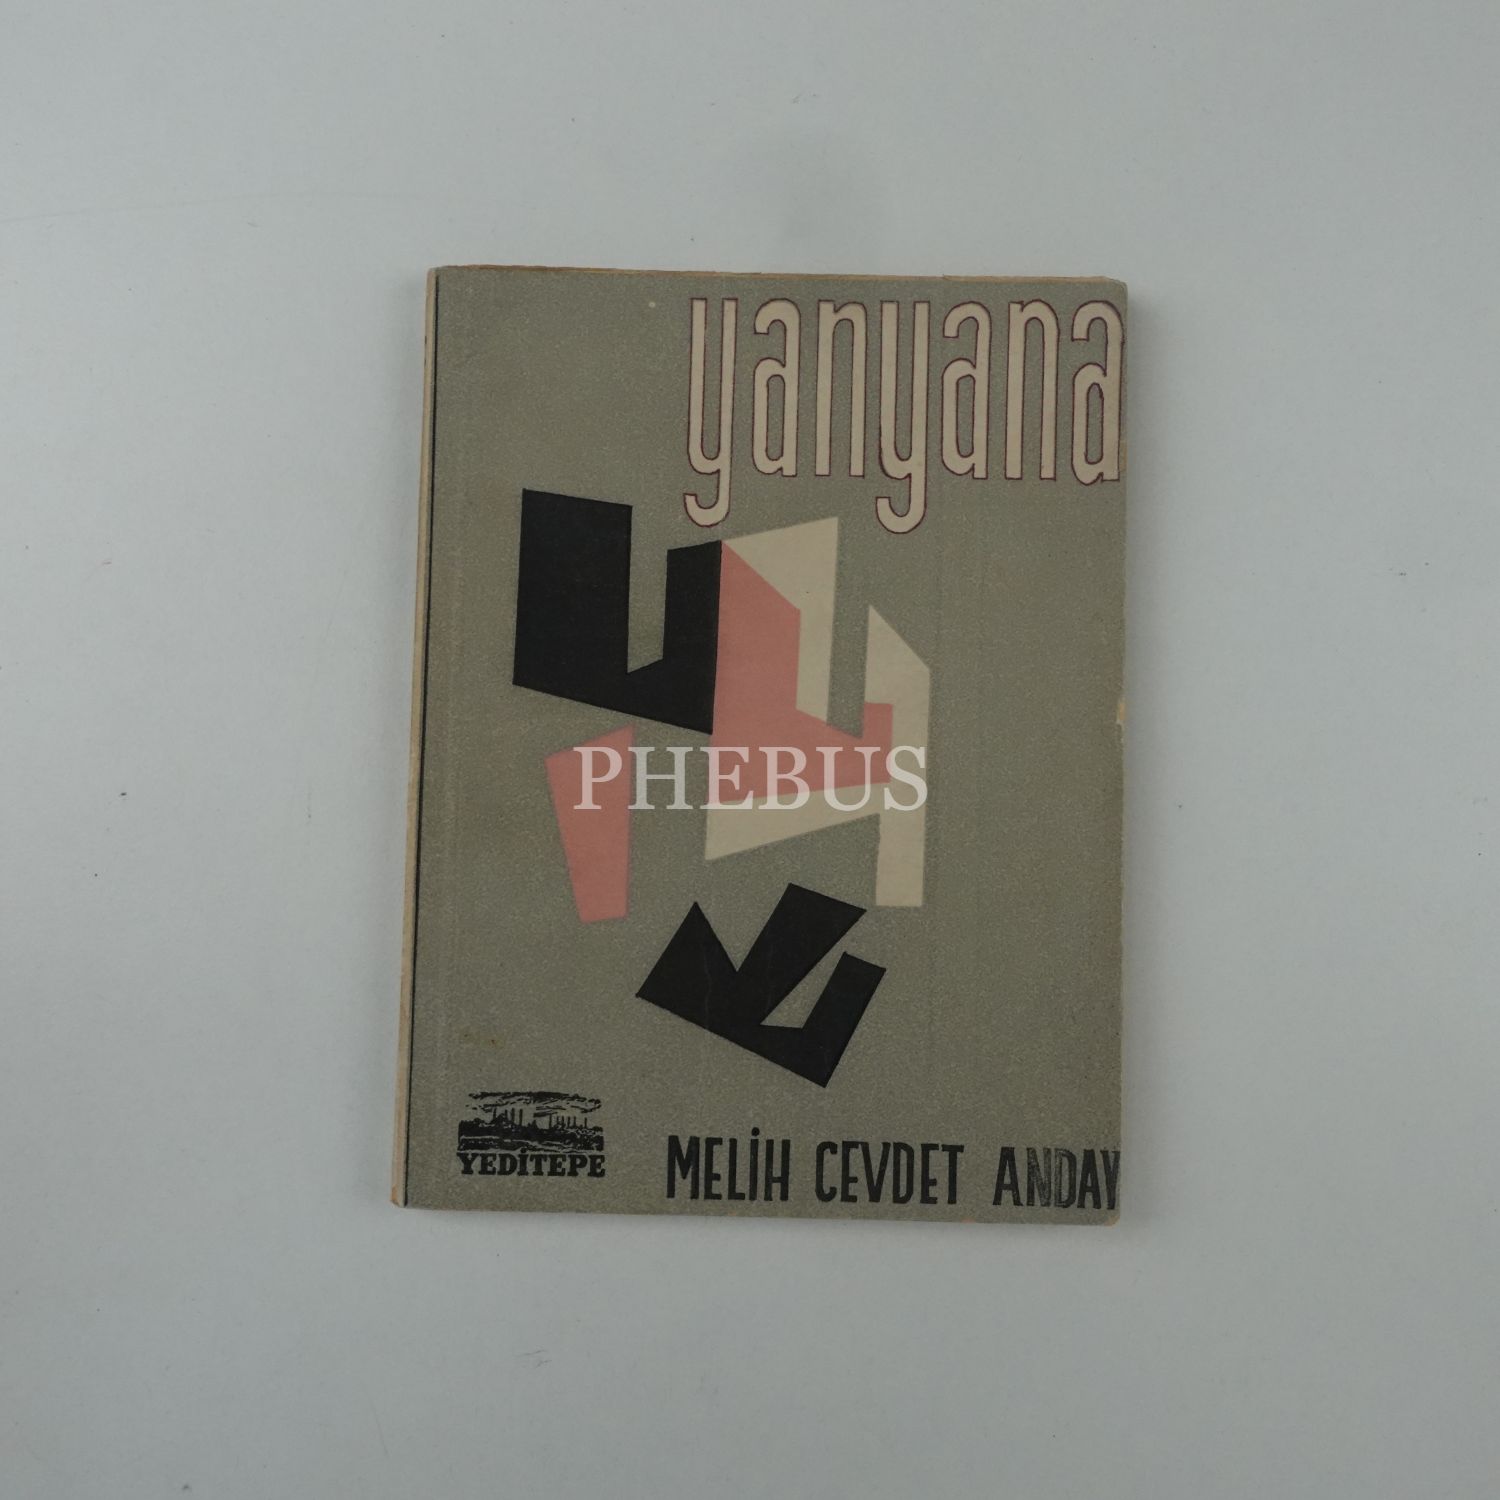 yanyana
PHEBUS
YEDİTEPE
MELİH CEVDET ANDAY